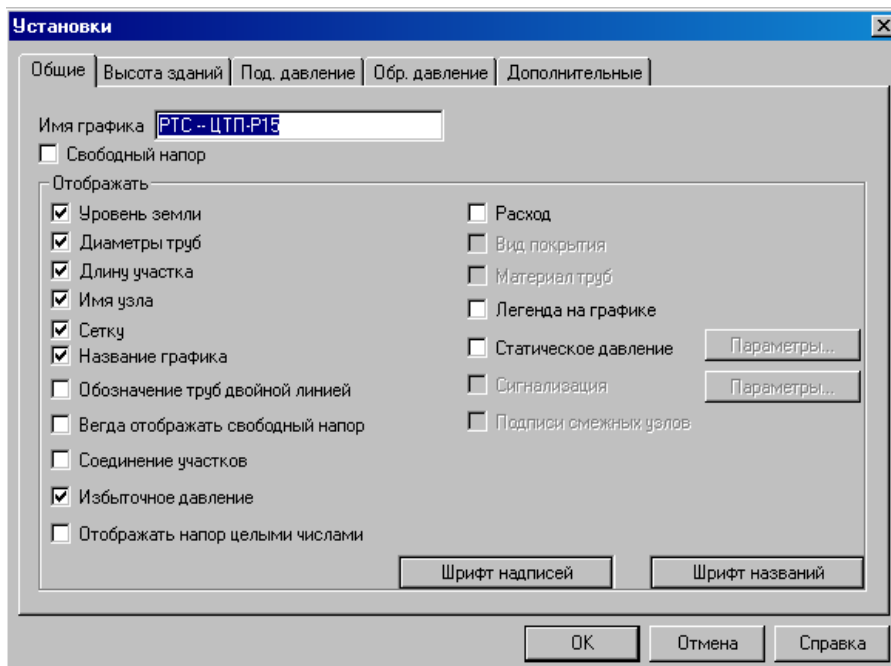 Установки
Общие
Высота зданий
Под. давление
Обр. давление
Дополнительные
Имя графика РТС -- ЦТП-Р15
Свободный напор
Отображать
Уровень земли
Диаметры труб
Длину участка
Имя узла
Сетку
Название графика
Обозначение труб двойной линией
Вегда отображать свободный напор
Соединение участков
Избыточное давление
Отображать напор целыми числами
Расход
Вид покрытия
Материал труб
Легенда на графике
Статическое давление Параметры...
Сигнализация Параметры...
Подписи смежных узлов
Шрифт надписей
Шрифт названий
OK
Отмена
Справка